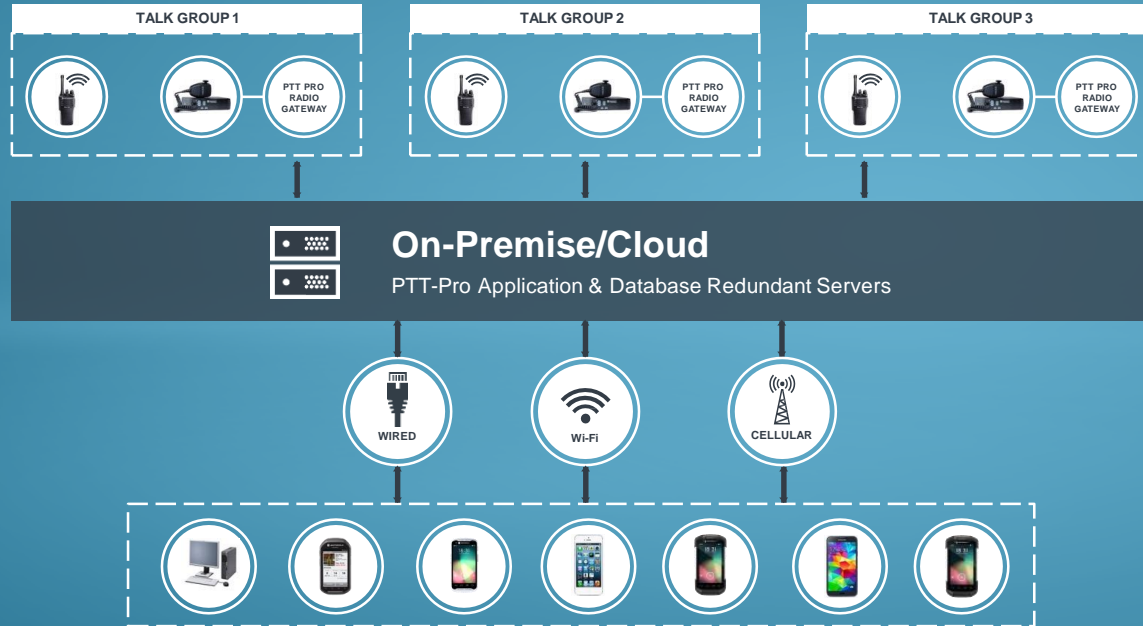 TALK GROUP 1
TALK GROUP 2
TALK GROUP 3
PTT PRO
RADIO
GATEWAY
PTT PRO
RADIO
GATEWAY
PTT PRO
RADIO
GATEWAY
On-Premise/Cloud
PTT-Pro Application & Database Redundant Servers
WIRED
Wi-Fi
CELLULAR